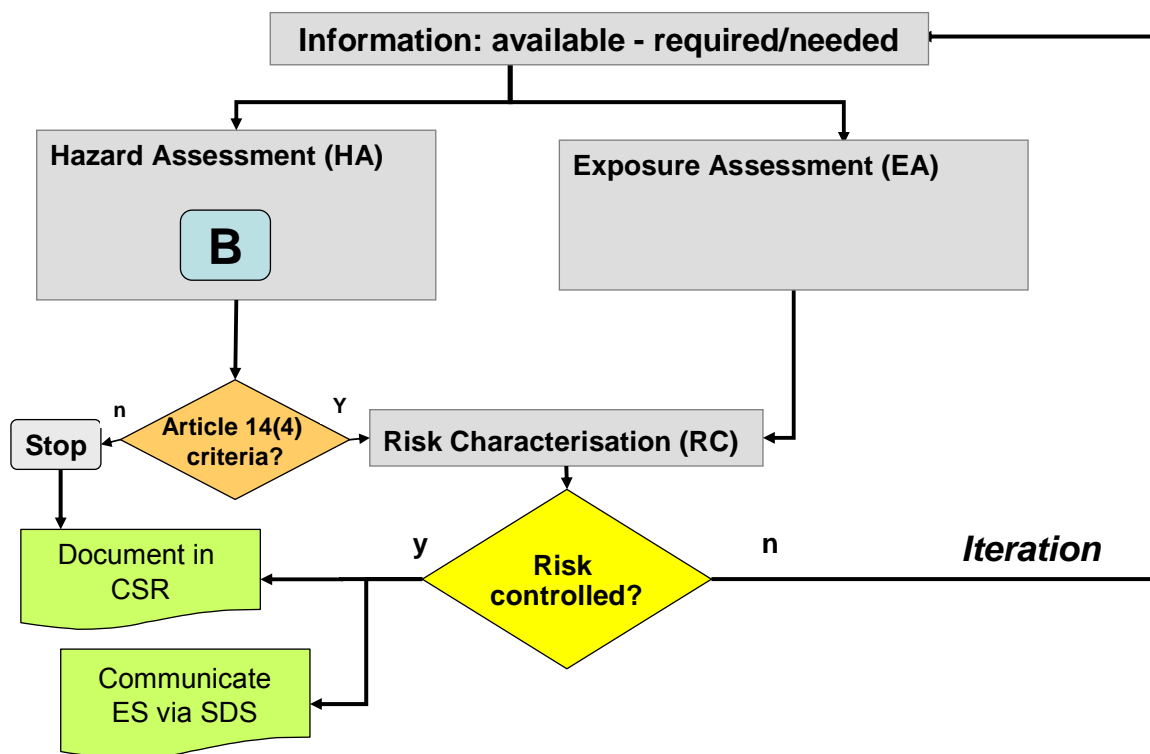 Information: available - required/needed
Hazard Assessment (HA)
Exposure Assessment (EA)
B
n
Article 14(4)
criteria?
Y
Stop
Risk Characterisation (RC)
Document in
CSR
y
Risk
controlled?
n
Iteration
Communicate
ES via SDS